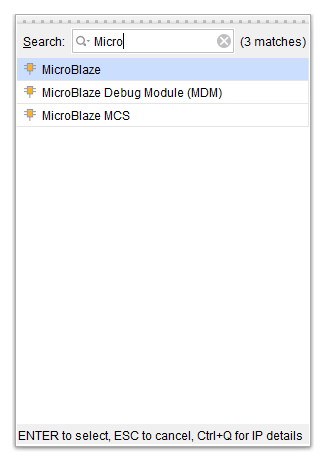 Search: Micro (3 matches)
MicroBlaze
MicroBlaze Debug Module (MDM)
MicroBlaze MCS
ENTER to select, ESC to cancel, Ctrl+Q for IP details